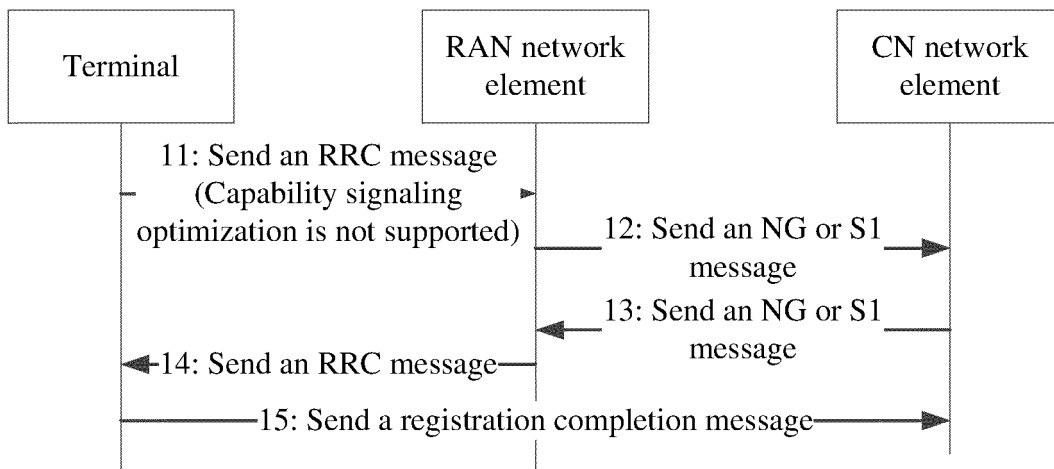 Terminal
RAN network
element
CN network
element
11: Send an RRC message
(Capability signaling
optimization is not supported)
12: Send an NG or S1
message
13: Send an NG or S1
message
14: Send an RRC message
15: Send a registration completion message